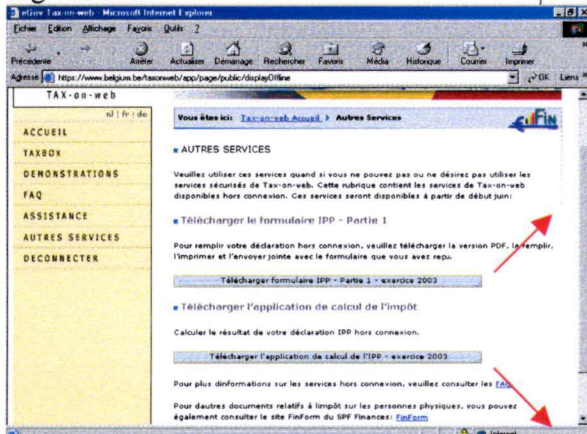 eGov Tax-on-web - Microsoft Internet Explorer
Fichier Edition Affichage Favoris Outils ?
Précédente Arrêter Actualiser Démarrage Rechercher Favoris Média Historique Courrier Imprimer
Adresse https://www.belgium.be/taxonweb/app/page/public/displayOffline OK Liens
TAX-on-web
nl | fr | de
Vous êtes ici: Tax-on-web Accueil > Autres Services
FIN
ACCUEIL
TAXBOX
DEMONSTRATIONS
FAQ
ASSISTANCE
AUTRES SERVICES
DECONNECTER
AUTRES SERVICES
Veuillez utiliser ces services quand si vous ne pouvez pas ou ne désirez pas utiliser les
services sécurisés de Tax-on-web. Cette rubrique contient les services de Tax-on-web
disponibles hors connexion. Ces services seront disponibles à partir de début juin:
Télécharger le formulaire IPP - Partie 1
Pour remplir votre déclaration hors connexion, veuillez télécharger la version PDF, la remplir,
l'imprimer et l'envoyer jointe avec le formulaire que vous avez reçu.
Télécharger formulaire IPP - Partie 1 - exercice 2003
Télécharger l'application de calcul de l'impôt
Calculer le résultat de votre déclaration IPP hors connexion.
Télécharger l'application de calcul de l'IPP - exercice 2003
Pour plus dinformations sur les services hors connexion, veuillez consulter les FAQ
Pour dautres documents relatifs à limpôt sur les personnes physiques, vous pouvez
également consulter le site FinForm du SPF Finances: FinForm
Internet